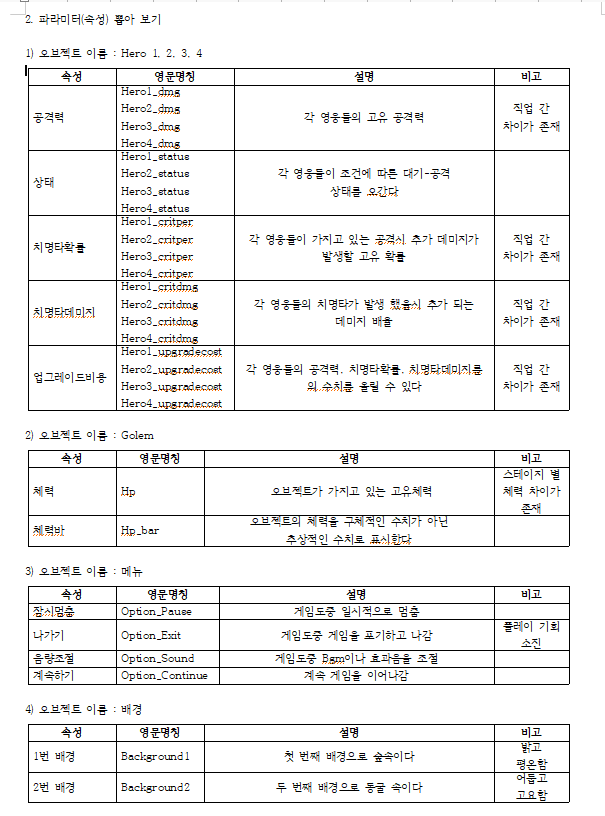 2. 파라미터(속성) 뽑아 보기
1) 오브젝트 이름 : Hero 1, 2, 3, 4
속성 영문명칭 설명 비고
공격력
Hero1_dmg
Hero2_dmg
Hero3_dmg
Hero4_dmg
각 영웅들의 고유 공격력
직업 간
차이가 존재
상태
Hero1_status
Hero2_status
Hero3_status
Hero4_status
각 영웅들이 조건에 따른 대기-공격
상태를 오간다
치명타확률
Hero1_critper
Hero2_critper
Hero3_critper
Hero4_critper
각 영웅들이 가지고 있는 공격시 추가 데미지가
발생할 고유 확률
직업 간
차이가 존재
치명타데미지
Hero1_critdmg
Hero2_critdmg
Hero3_critdmg
Hero4_critdmg
각 영웅들의 치명타가 발생 했을시 추가 되는
데미지 배율
직업 간
차이가 존재
업그레이드비용
Hero1_upgradecost
Hero2_upgradecost
Hero3_upgradecost
Hero4_upgradecost
각 영웅들의 공격력, 치명타확률, 치명타데미지를
의 수치를 올릴 수 있다
직업 간
차이가 존재
2) 오브젝트 이름 : Golem
속성 영문명칭 설명 비고
체력
Hp
오브젝트가 가지고 있는 고유체력
스테이지 별
체력 차이가
존재
체력바
Hp_bar
오브젝트의 체력을 구체적인 수치가 아닌
추상적인 수치로 표시한다
3) 오브젝트 이름 : 메뉴
속성 영문명칭 설명 비고
잠시멈춤 Option_Pause 게임도중 일시적으로 멈춤
나가기 Option_Exit 게임도중 게임을 포기하고 나감
플레이 기회
소진
음량조절 Option_Sound 게임도중 Bgm이나 효과음을 조절
계속하기 Option_Continue 계속 게임을 이어나감
4) 오브젝트 이름 : 배경
속성 영문명칭 설명 비고
1번 배경 Background1 첫 번째 배경으로 숲속이다
밝고
평온함
2번 배경 Background2 두 번째 배경으로 동굴 속이다
어둡고
고요함